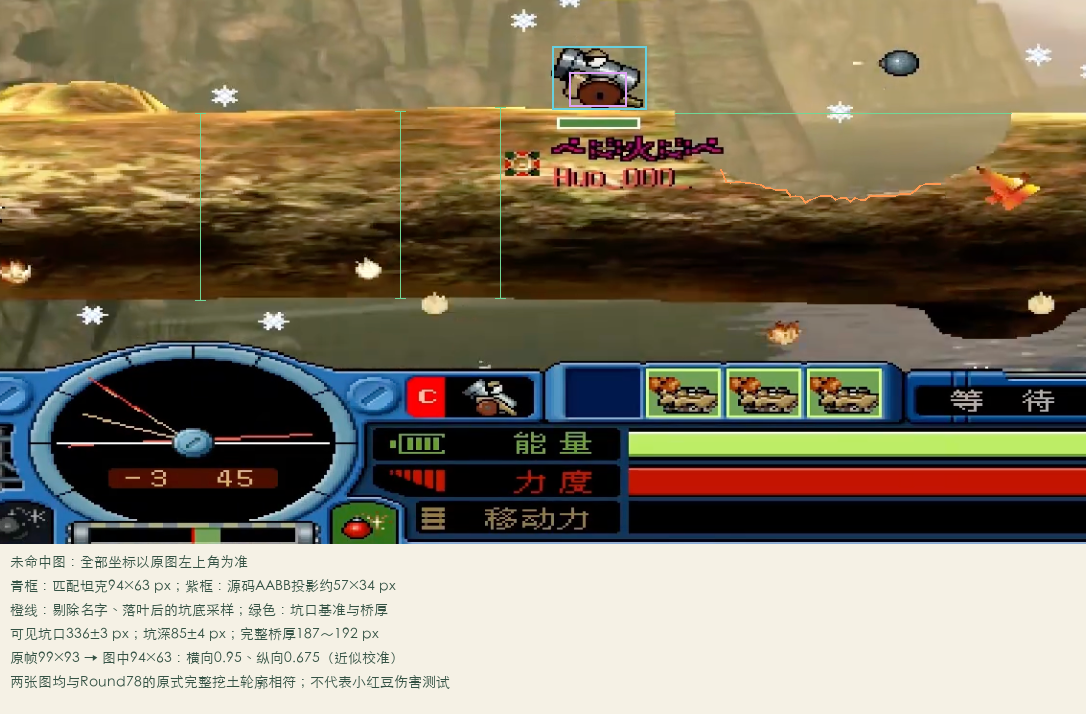 C
等 待
能 量
力 度
移动力
-3 45
未命中图：全部坐标以原图左上角为准
青框：匹配坦克94×63 px；紫框：源码AABB投影约57×34 px
橙线：剔除名字、落叶后的坑底采样；绿色：坑口基准与桥厚
可见坑口336±3 px；坑深85±4 px；完整桥厚187～192 px
原帧99×93 → 图中94×63：横向0.95、纵向0.675（近似校准）
两张图均与Round78的原式完整挖土轮廓相符；不代表小红豆伤害测试